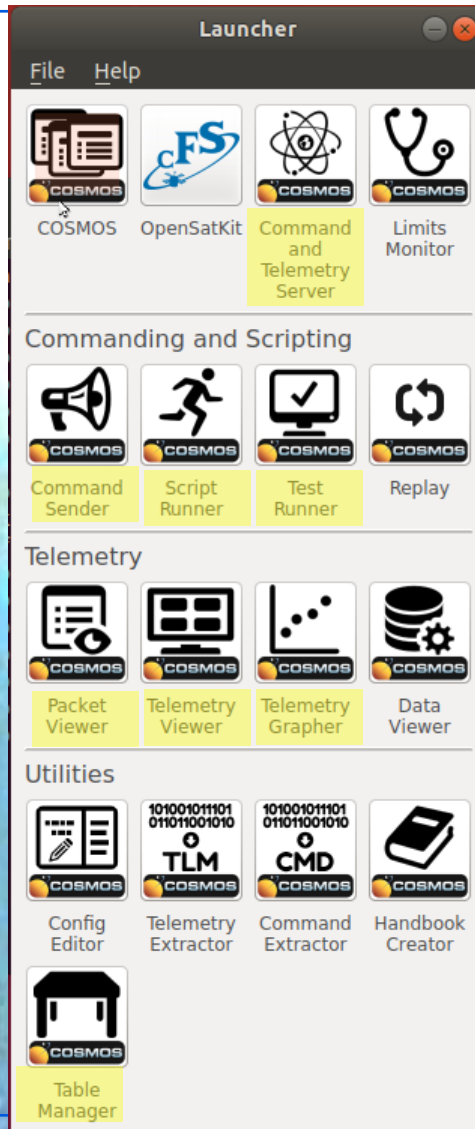 Launcher
File Help
COSMOS
cFS
COSMOS
COSMOS
COSMOS
OpenSatKit
Command
and
Telemetry
Server
Limits
Monitor
Commanding and Scripting
COSMOS
COSMOS
COSMOS
COSMOS
Command
Sender
Script
Runner
Test
Runner
Replay
Telemetry
COSMOS
COSMOS
COSMOS
COSMOS
Packet
Viewer
Telemetry
Viewer
Telemetry
Grapher
Data
Viewer
Utilities
COSMOS
101001011101
011011001010
TLM
COSMOS
101001011101
011011001010
CMD
COSMOS
COSMOS
Config
Editor
Telemetry
Extractor
Command
Extractor
Handbook
Creator
COSMOS
Table
Manager